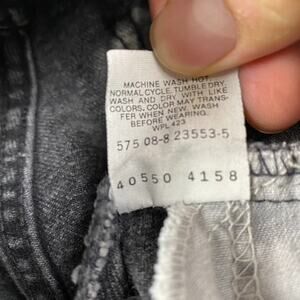 MACHINE WASH HOT
NORMAL CYCLE. TUMBLE DRY.
WASH AND DRY WITH LIKE
COLORS. COLOR MAY TRANS-
FER WHEN NEW. WASH
BEFORE WEARING.
WPL 423
575 08-8 23553-5
40550 4158